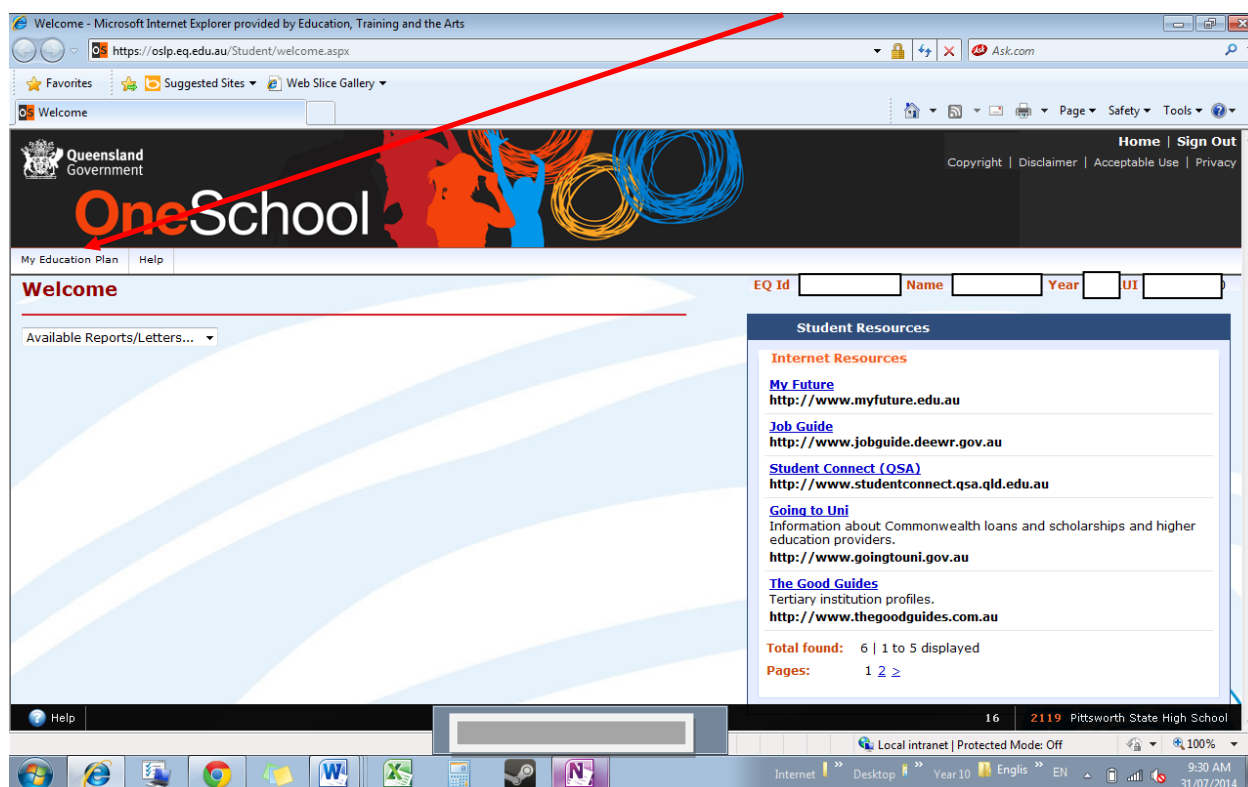 Welcome - Microsoft Internet Explorer provided by Education, Training and the Arts
https://oslp.eq.edu.au/Student/welcome.aspx
Ask.com
Favorites Suggested Sites Web Slice Gallery
Welcome
Page Safety Tools
Queensland
Government
Home | Sign Out
Copyright | Disclaimer | Acceptable Use | Privacy
OneSchool
My Education Plan Help
Welcome
EQ Id Name Year UI
Available Reports/Letters...
Student Resources
Internet Resources
My Future
http://www.myfuture.edu.au
Job Guide
http://www.jobguide.deewr.gov.au
Student Connect (QSA)
http://www.studentconnect.qsa.qld.edu.au
Going to Uni
Information about Commonwealth loans and scholarships and higher
education providers.
http://www.goingtouni.gov.au
The Good Guides
Tertiary institution profiles.
http://www.thegoodguides.com.au
Total found: 6 | 1 to 5 displayed
Pages: 1 2 >
Help
16 2119 Pittsworth State High School
Local intranet | Protected Mode: Off 100%
Internet Desktop Year 10 Englis EN 9:30 AM
31/07/2014